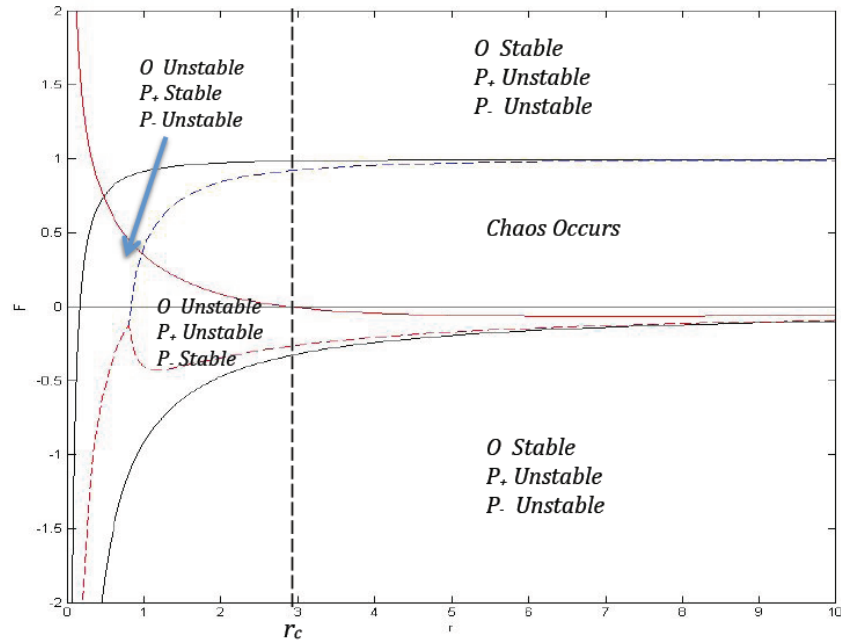 2
1.5
1
0.5
0
-0.5
-1
-1.5
-2
F
O Unstable
P+ Stable
P- Unstable
O Stable
P+ Unstable
P- Unstable
Chaos Occurs
O Unstable
P+ Unstable
P- Stable
O Stable
P+ Unstable
P- Unstable
0 1 2 3 4 5 6 7 8 9 10
rc r